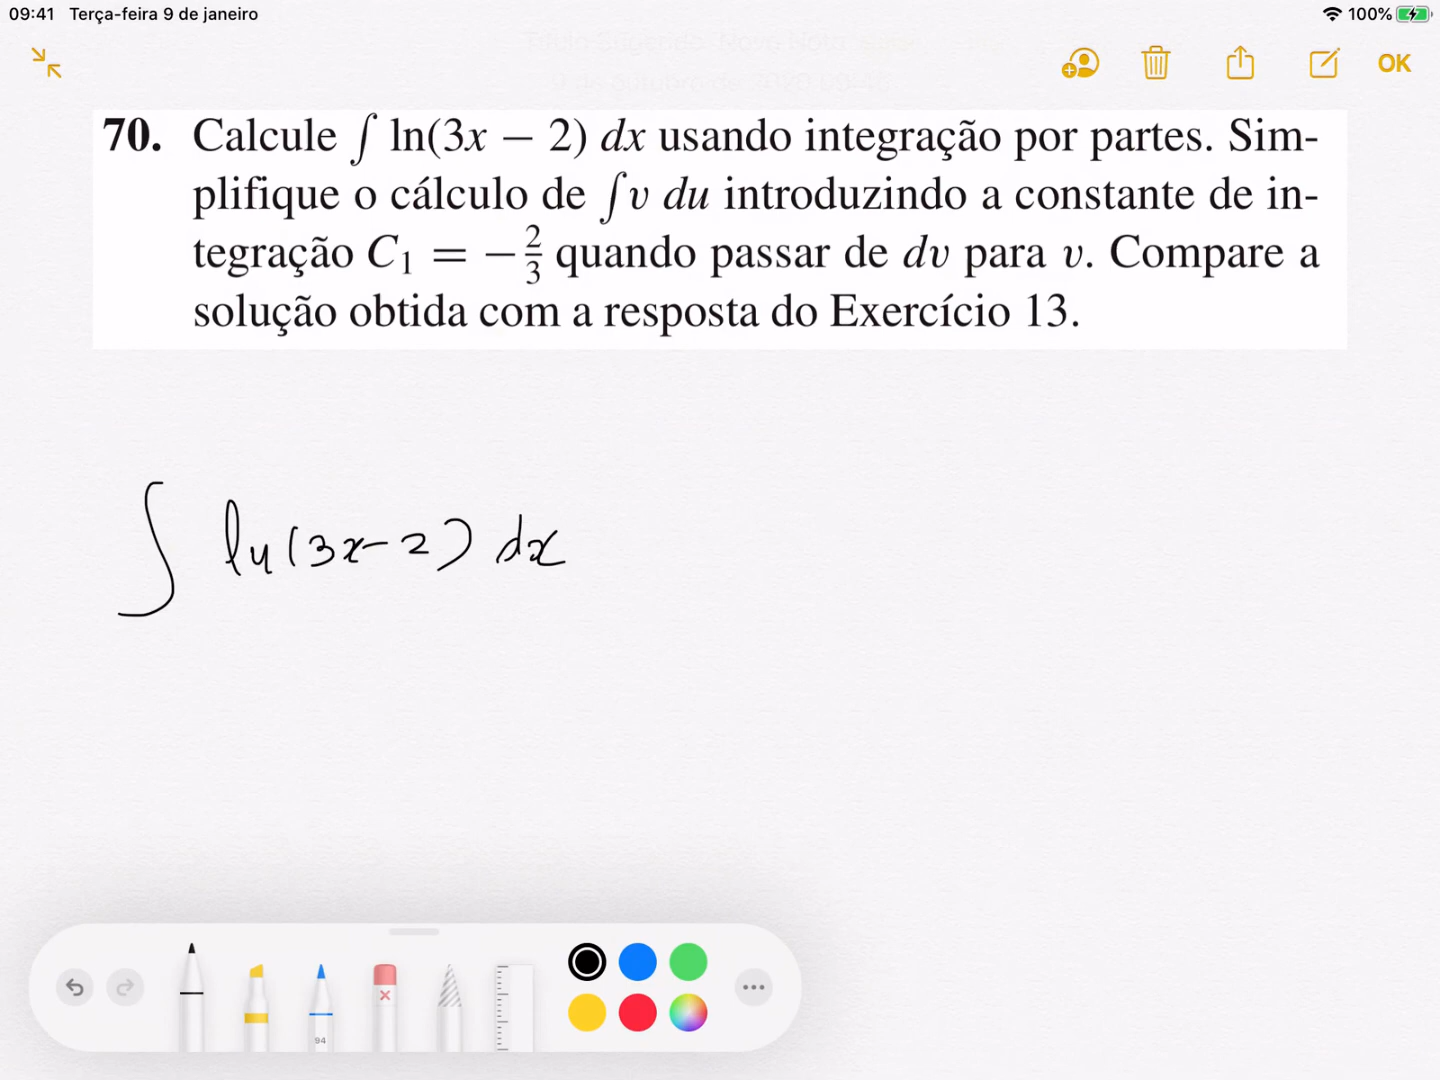 09:41 Terça-feira 9 de janeiro
100%
OK
70. Calcule ∫ ln(3x − 2) dx usando integração por partes. Sim-
plifique o cálculo de ∫ v du introduzindo a constante de in-
tegração C₁ = −2/3 quando passar de dv para v. Compare a
solução obtida com a resposta do Exercício 13.
∫ ln(3x-2) dx
94